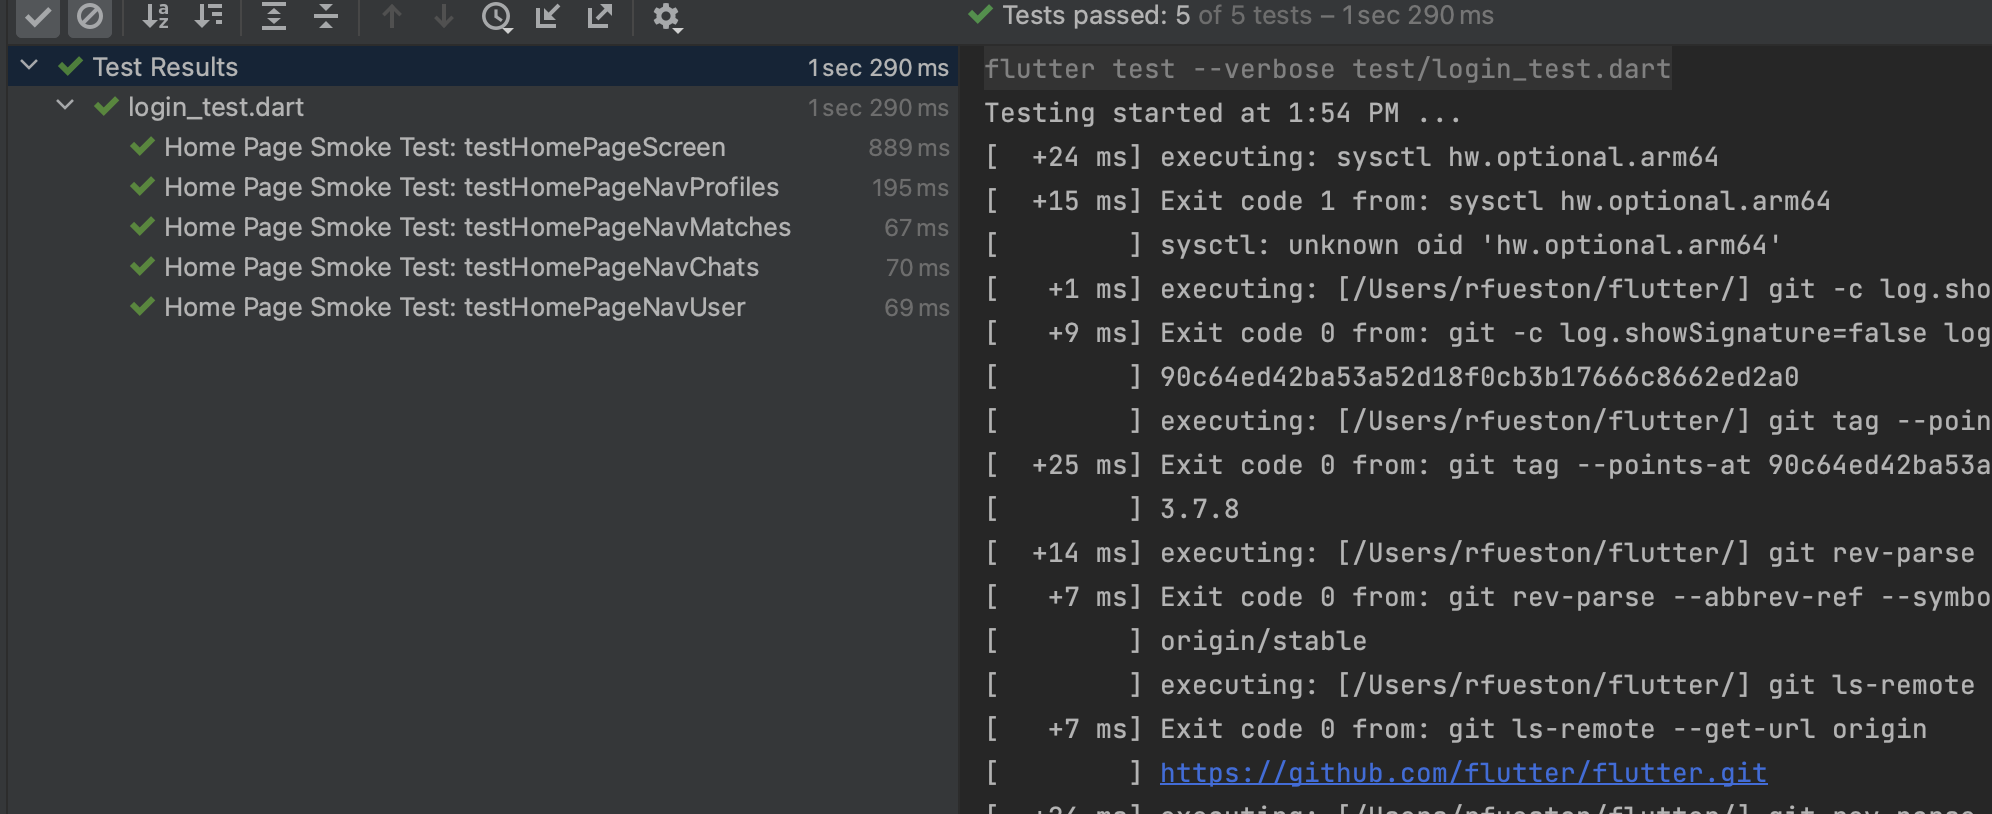 Tests passed: 5 of 5 tests – 1 sec 290 ms
Test Results 1 sec 290 ms
login_test.dart 1 sec 290 ms
Home Page Smoke Test: testHomePageScreen 889 ms
Home Page Smoke Test: testHomePageNavProfiles 195 ms
Home Page Smoke Test: testHomePageNavMatches 67 ms
Home Page Smoke Test: testHomePageNavChats 70 ms
Home Page Smoke Test: testHomePageNavUser 69 ms
flutter test --verbose test/login_test.dart
Testing started at 1:54 PM ...
[  +24 ms] executing: sysctl hw.optional.arm64
[  +15 ms] Exit code 1 from: sysctl hw.optional.arm64
[        ] sysctl: unknown oid 'hw.optional.arm64'
[   +1 ms] executing: [/Users/rfueston/flutter/] git -c log.sho
[   +9 ms] Exit code 0 from: git -c log.showSignature=false log
[        ] 90c64ed42ba53a52d18f0cb3b17666c8662ed2a0
[        ] executing: [/Users/rfueston/flutter/] git tag --poin
[  +25 ms] Exit code 0 from: git tag --points-at 90c64ed42ba53a
[        ] 3.7.8
[  +14 ms] executing: [/Users/rfueston/flutter/] git rev-parse
[   +7 ms] Exit code 0 from: git rev-parse --abbrev-ref --symbo
[        ] origin/stable
[        ] executing: [/Users/rfueston/flutter/] git ls-remote
[   +7 ms] Exit code 0 from: git ls-remote --get-url origin
[        ] https://github.com/flutter/flutter.git